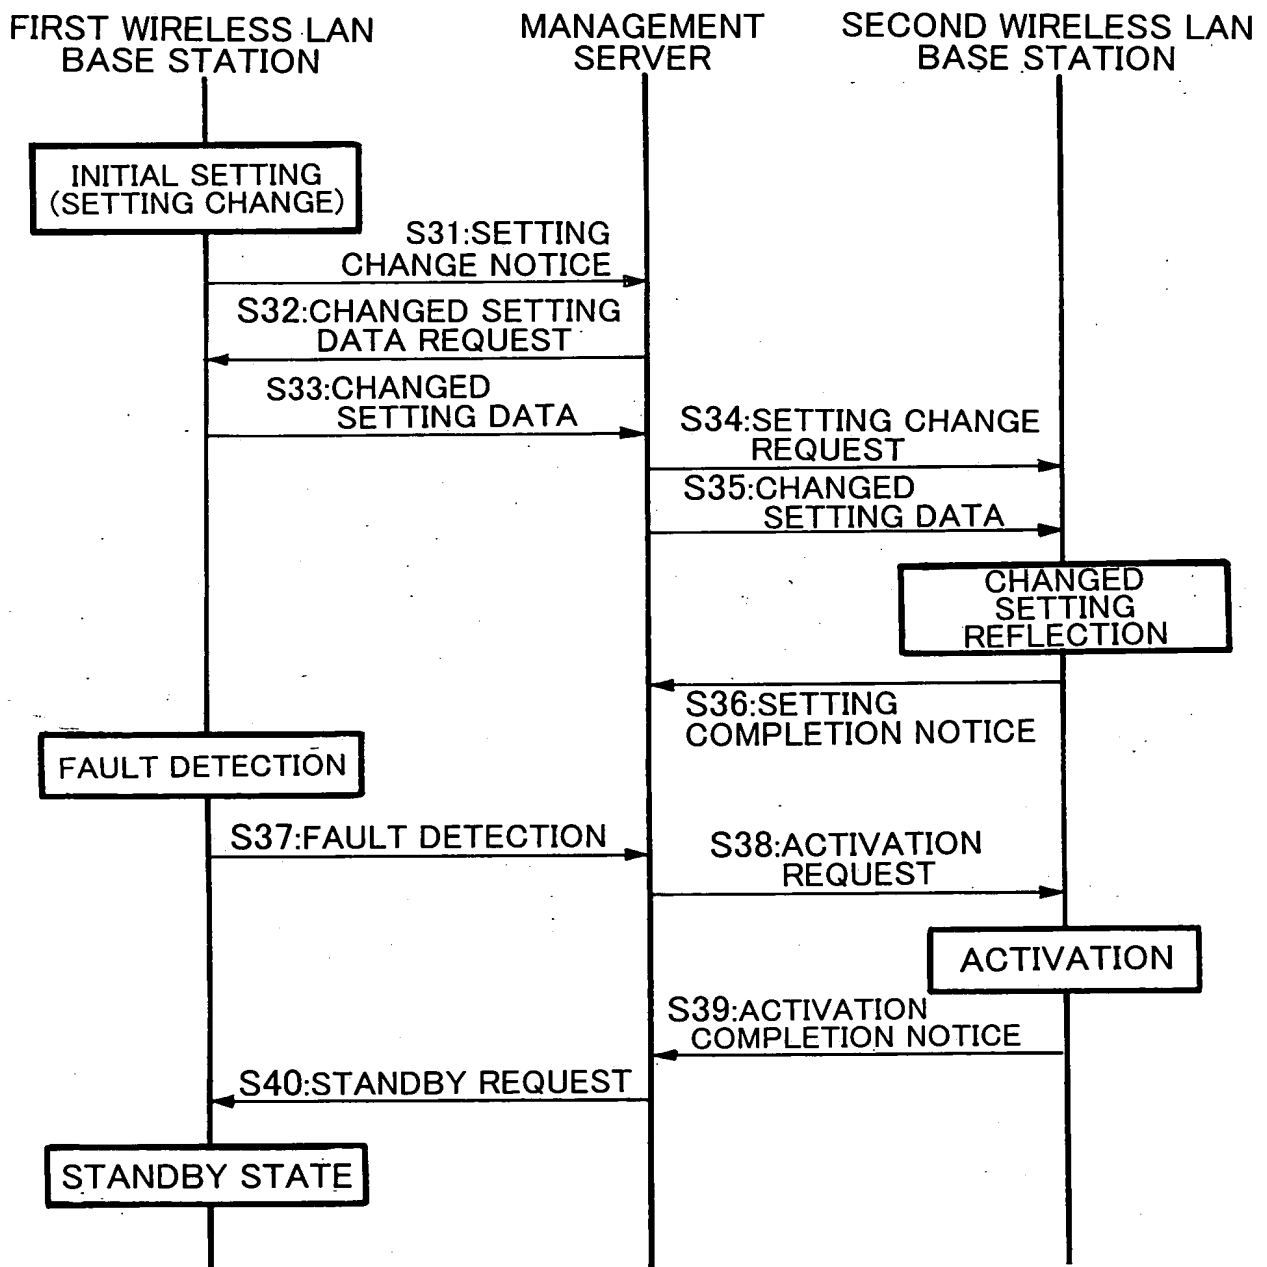 FIRST WIRELESS LAN
BASE STATION
MANAGEMENT
SERVER
SECOND WIRELESS LAN
BASE STATION
INITIAL SETTING
(SETTING CHANGE)
S31:SETTING
CHANGE NOTICE
S32:CHANGED SETTING
DATA REQUEST
S33:CHANGED
SETTING DATA
S34:SETTING CHANGE
REQUEST
S35:CHANGED
SETTING DATA
CHANGED
SETTING
REFLECTION
S36:SETTING
COMPLETION NOTICE
FAULT DETECTION
S37:FAULT DETECTION
S38:ACTIVATION
REQUEST
ACTIVATION
S39:ACTIVATION
COMPLETION NOTICE
S40:STANDBY REQUEST
STANDBY STATE